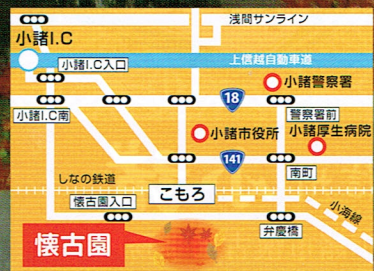 浅間サンライン
小諸I.C
小諸I.C入口
上信越自動車道
小諸警察署
18
小諸I.C南
警察署前
小諸市役所
小諸厚生病院
141
南町
しなの鉄道
こもろ
懐古園入口
小海線
弁慶橋
懐古園